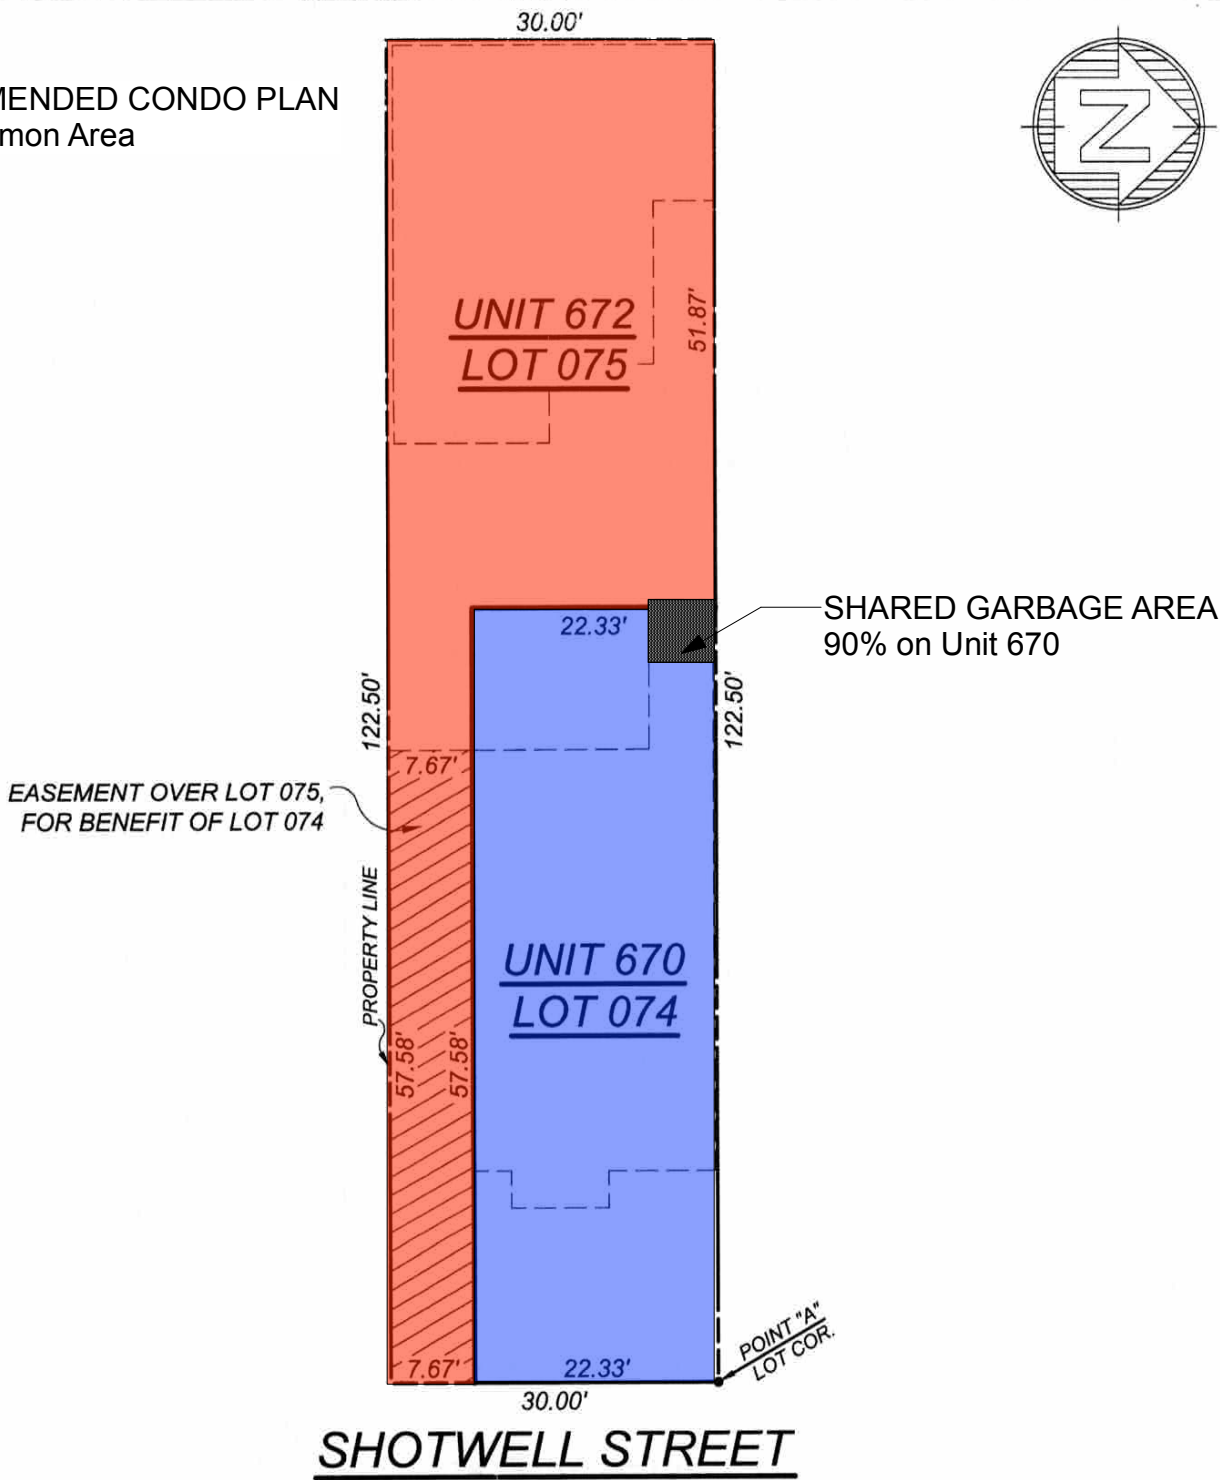 30.00'
MENDED CONDO PLAN
mon Area
N
UNIT 672
LOT 075
51.87'
SHARED GARBAGE AREA
90% on Unit 670
22.33'
122.50'
122.50'
7.67'
EASEMENT OVER LOT 075,
FOR BENEFIT OF LOT 074
PROPERTY LINE
UNIT 670
LOT 074
57.58'
57.58'
POINT "A"
LOT COR.
7.67'
22.33'
30.00'
SHOTWELL STREET